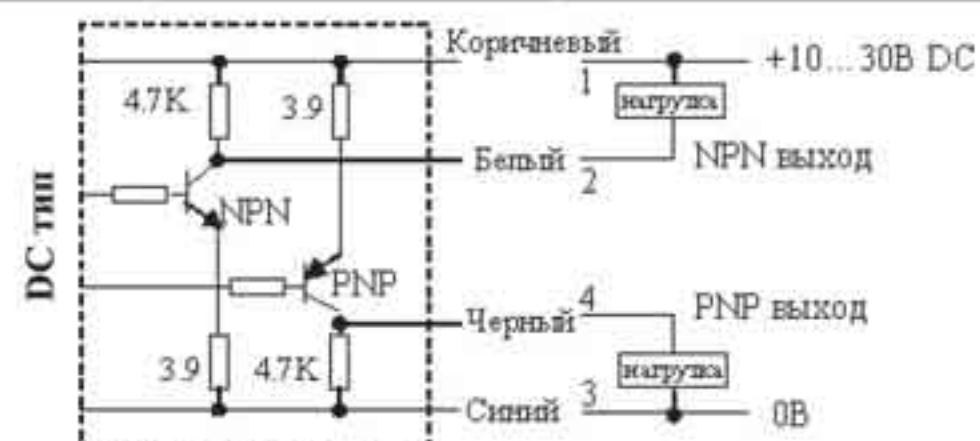 Коричневый
1
+10...30В DC
4.7K
3.9
нагрузка
Белый
2
NPN выход
DC тип
NPN
PNP
4
PNP выход
Черный
3.9
4.7K
нагрузка
Синий
3
0В